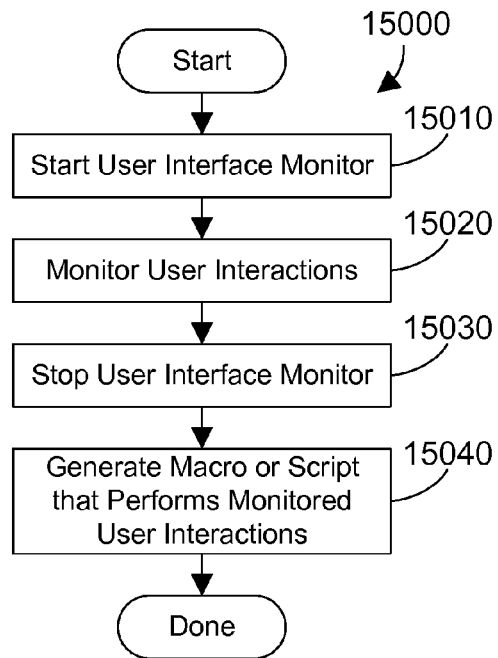 15000
Start
15010
Start User Interface Monitor
15020
Monitor User Interactions
15030
Stop User Interface Monitor
15040
Generate Macro or Script
that Performs Monitored
User Interactions
Done